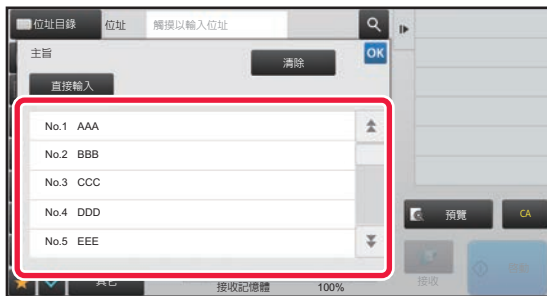 位址目錄 位址 觸摸以輸入位址
主旨
OK
清除
直接輸入
No.1 AAA
No.2 BBB
No.3 CCC
No.4 DDD
No.5 EEE
預覽 CA
其它 接收記憶體 100%
接收